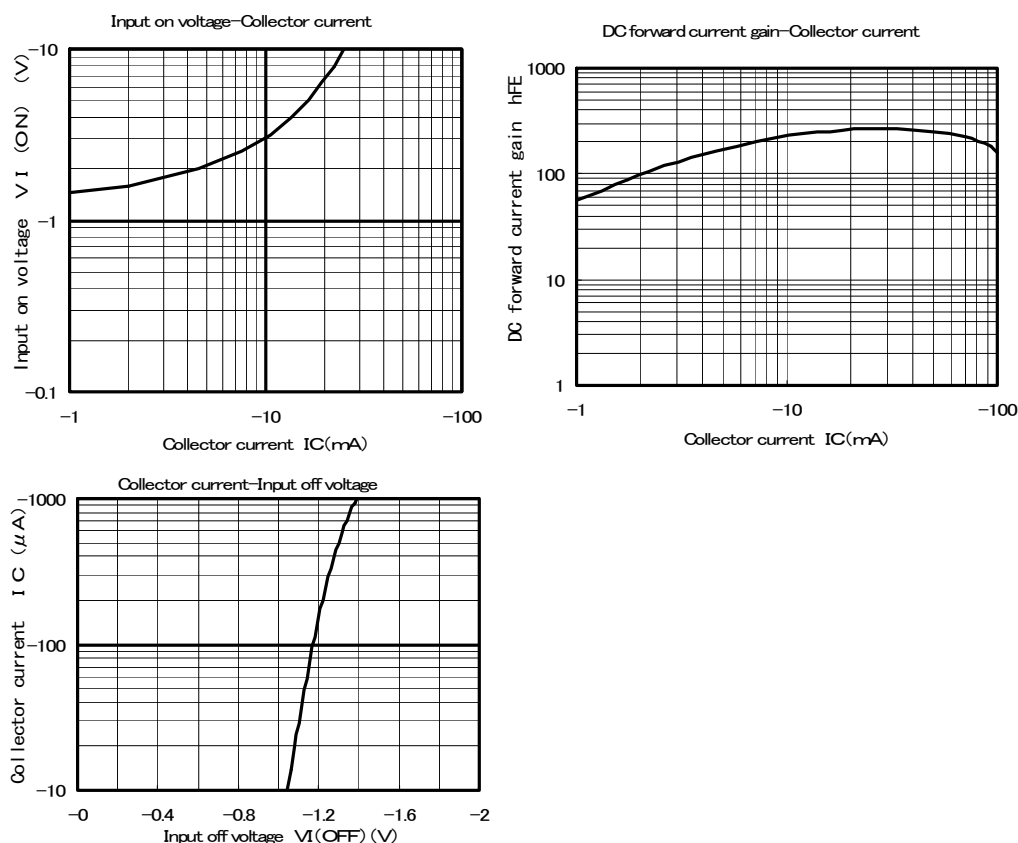 Input on voltage-Collector current
Input on voltage VI (ON) (V)
-10
-1
-0.1
-1 -10 -100
Collector current IC(mA)
DC forward current gain-Collector current
DC forward current gain hFE
1000
100
10
1
-1 -10 -100
Collector current IC(mA)
Collector current-Input off voltage
Collector current IC (μA)
-1000
-100
-10
-0 -0.4 -0.8 -1.2 -1.6 -2
Input off voltage VI(OFF) (V)